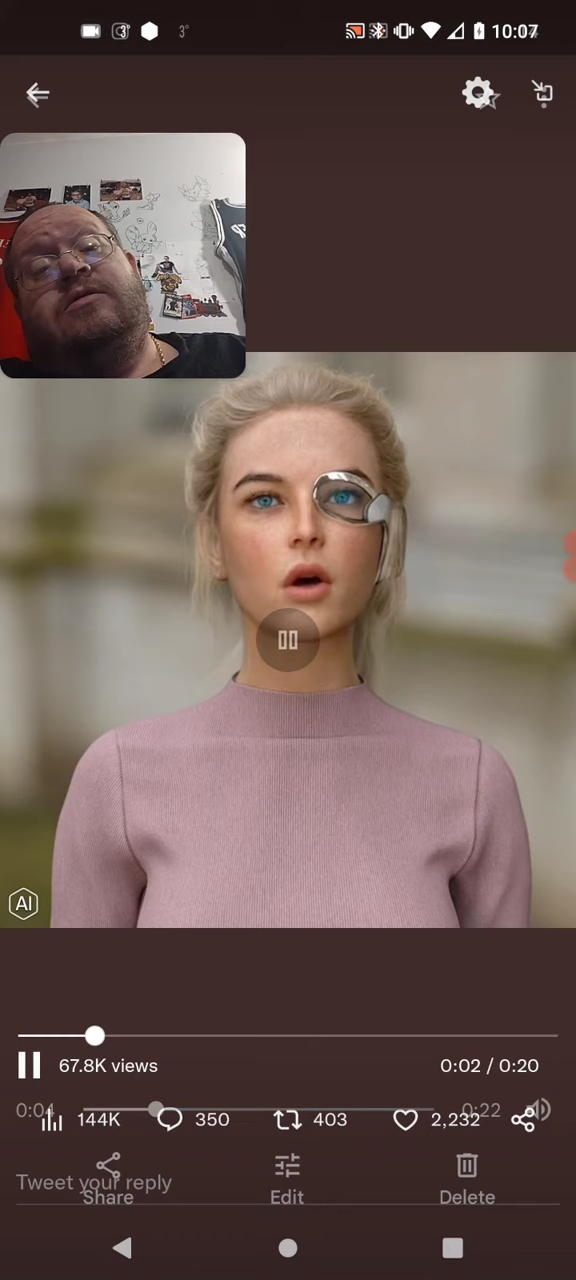 3°
10:07
AI
67.8K views
0:02 / 0:20
0:04
0:22
144K
350
403
2,232
Tweet your reply
Share
Edit
Delete